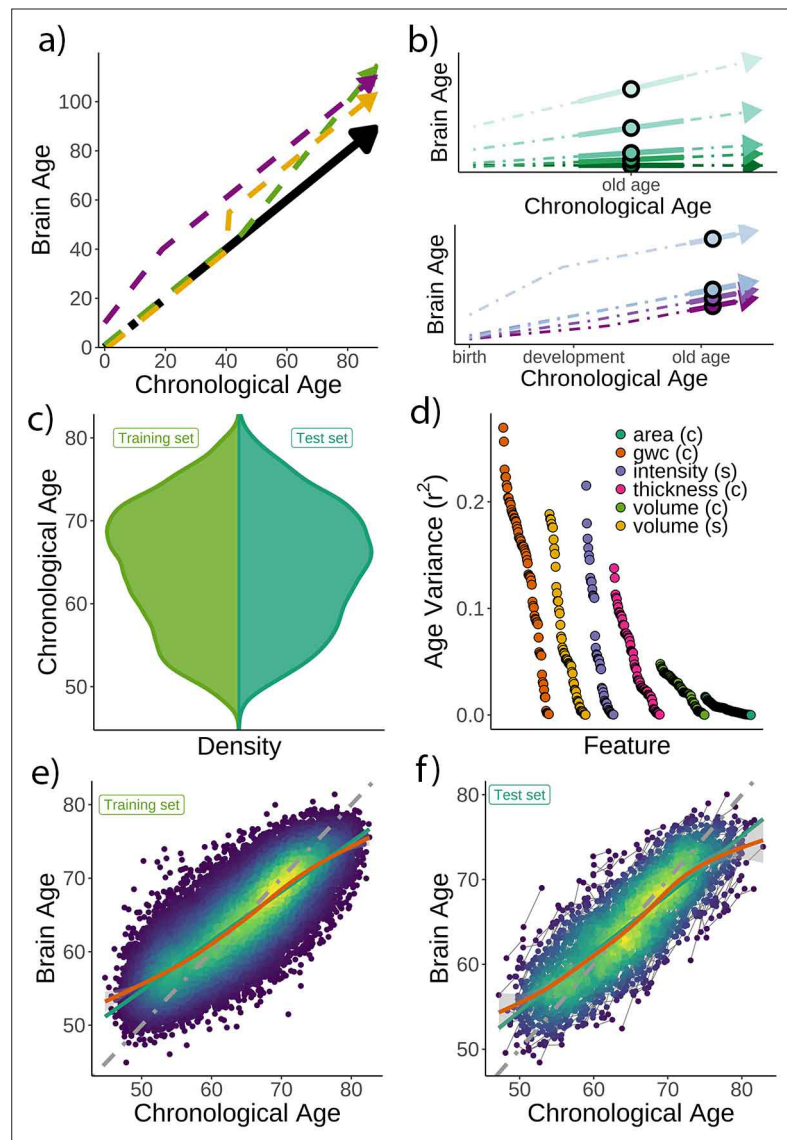 a)
Brain Age
100
80
60
40
20
0
0 20 40 60 80
Chronological Age
b)
Brain Age
old age
Chronological Age
Brain Age
birth development old age
Chronological Age
c)
Training set
Test set
Chronological Age
80
70
60
50
Density
d)
area (c)
gwc (c)
intensity (s)
thickness (c)
volume (c)
volume (s)
Age Variance (r²)
0.2
0.1
0.0
Feature
e)
Training set
Brain Age
80
70
60
50
50 60 70 80
Chronological Age
f)
Test set
Brain Age
80
70
60
50
50 60 70 80
Chronological Age